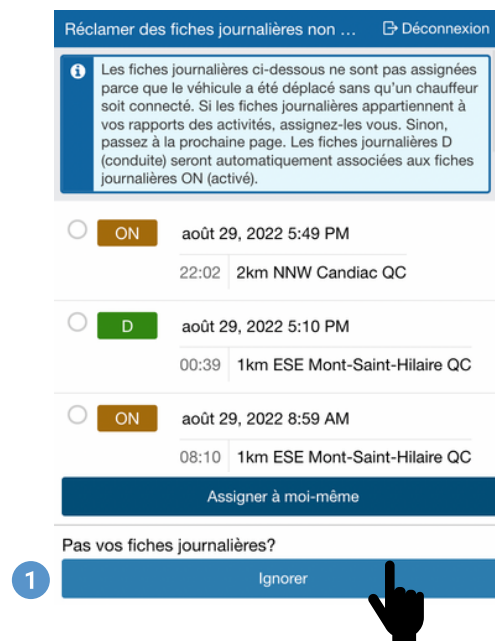 Réclamer des fiches journalières non ... Déconnexion
Les fiches journalières ci-dessous ne sont pas assignées
parce que le véhicule a été déplacé sans qu'un chauffeur
soit connecté. Si les fiches journalières appartiennent à
vos rapports des activités, assignez-les vous. Sinon,
passez à la prochaine page. Les fiches journalières D
(conduite) seront automatiquement associées aux fiches
journalières ON (activé).
ON août 29, 2022 5:49 PM
22:02 2km NNW Candiac QC
D août 29, 2022 5:10 PM
00:39 1km ESE Mont-Saint-Hilaire QC
ON août 29, 2022 8:59 AM
08:10 1km ESE Mont-Saint-Hilaire QC
Assigner à moi-même
Pas vos fiches journalières?
1 Ignorer